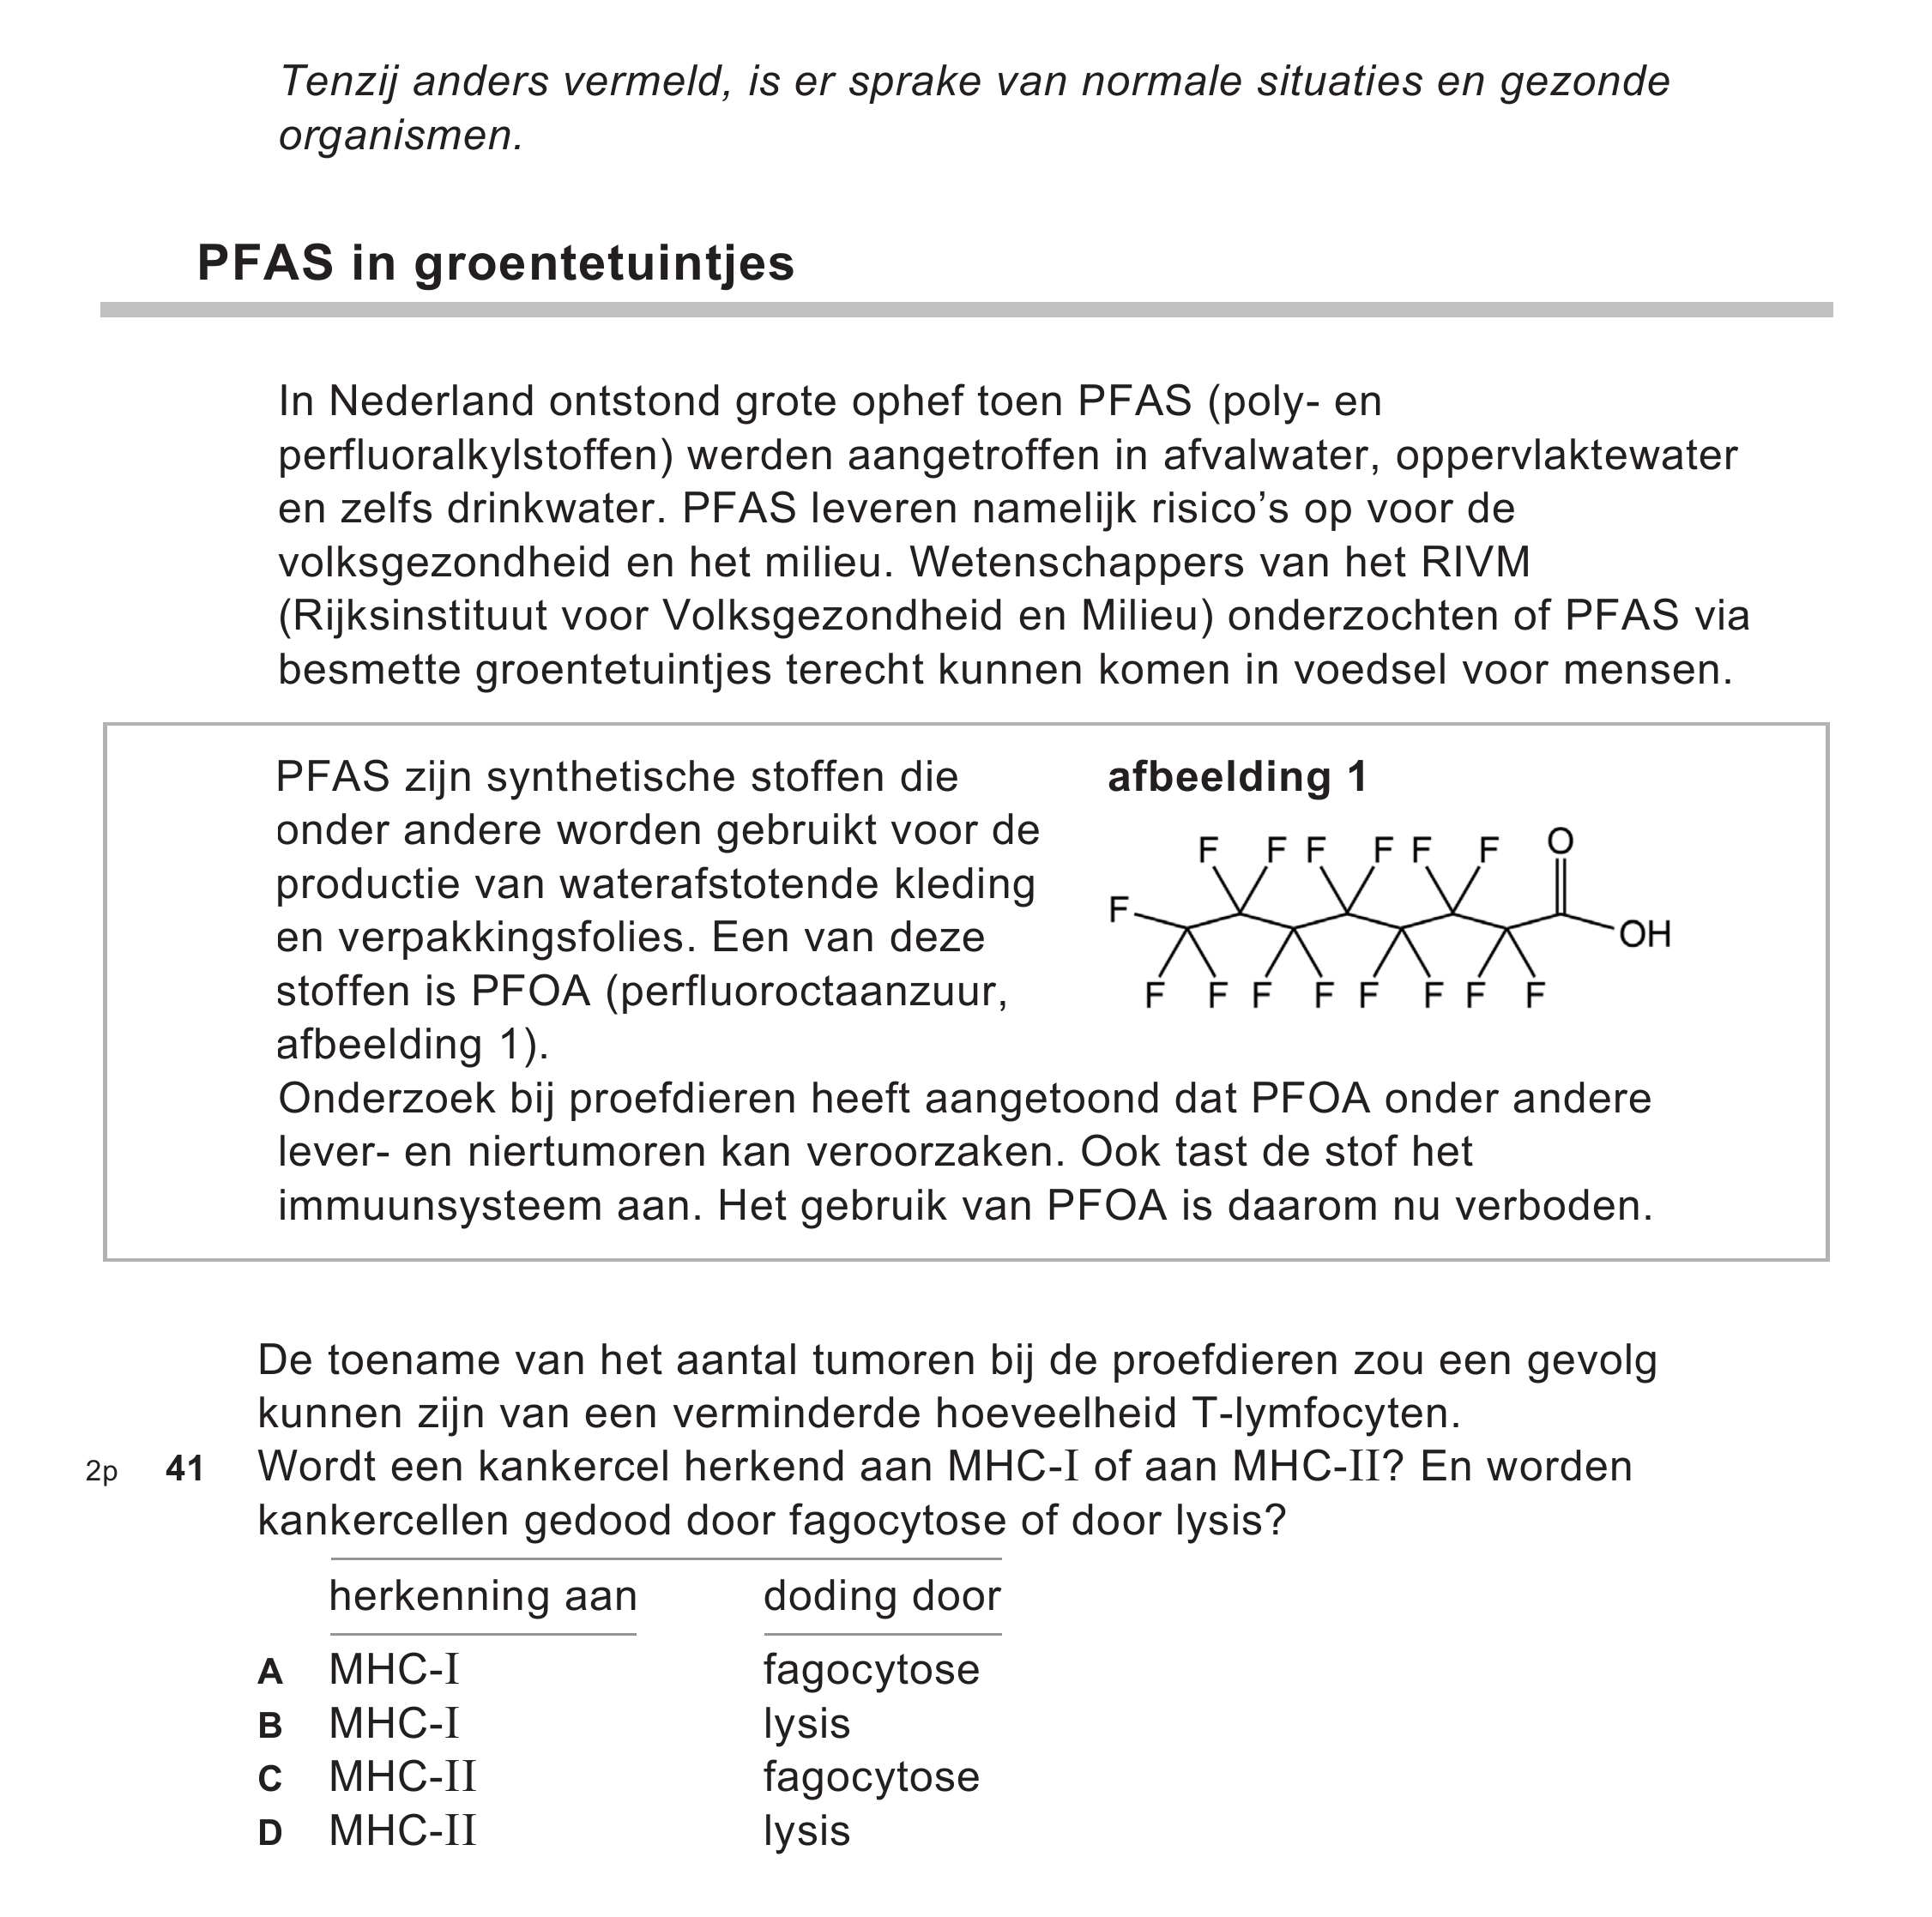 Tenzij anders vermeld, is er sprake van normale situaties en gezonde
organismen.
PFAS in groentetuintjes
In Nederland ontstond grote ophef toen PFAS (poly- en
perfluoralkylstoffen) werden aangetroffen in afvalwater, oppervlaktewater
en zelfs drinkwater. PFAS leveren namelijk risico’s op voor de
volksgezondheid en het milieu. Wetenschappers van het RIVM
(Rijksinstituut voor Volksgezondheid en Milieu) onderzochten of PFAS via
besmette groentetuintjes terecht kunnen komen in voedsel voor mensen.
PFAS zijn synthetische stoffen die
onder andere worden gebruikt voor de
productie van waterafstotende kleding
en verpakkingsfolies. Een van deze
stoffen is PFOA (perfluoroctaanzuur,
afbeelding 1).
afbeelding 1
F F F F F F O
F
OH
F F F F F F F F
Onderzoek bij proefdieren heeft aangetoond dat PFOA onder andere
lever- en niertumoren kan veroorzaken. Ook tast de stof het
immuunsysteem aan. Het gebruik van PFOA is daarom nu verboden.
De toename van het aantal tumoren bij de proefdieren zou een gevolg
kunnen zijn van een verminderde hoeveelheid T-lymfocyten.
2p 41 Wordt een kankercel herkend aan MHC-I of aan MHC-II? En worden
kankercellen gedood door fagocytose of door lysis?
herkenning aan doding door
A MHC-I fagocytose
B MHC-I lysis
C MHC-II fagocytose
D MHC-II lysis